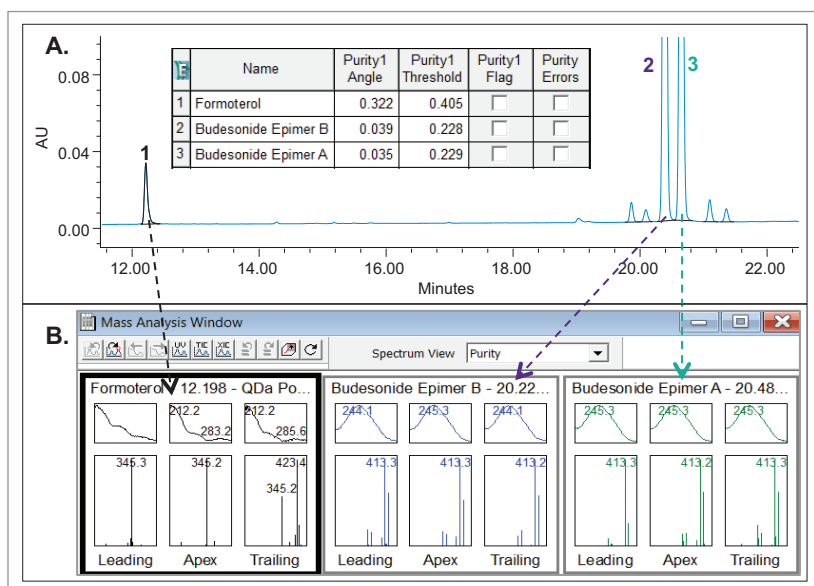 A.
Name Purity1 Angle Purity1 Threshold Purity1 Flag Purity Errors
1 Formoterol 0.322 0.405
2 Budesonide Epimer B 0.039 0.228
3 Budesonide Epimer A 0.035 0.229
2 3
1
AU
0.08
0.04
0.00
12.00 14.00 16.00 18.00 20.00 22.00
Minutes
B.
Mass Analysis Window
UV TIC XIC Spectrum View Purity
Formoterol 12.198 - QDa Po... Budesonide Epimer B - 20.22... Budesonide Epimer A - 20.48...
212.2 212.2 244.1 245.3 244.1 245.3 245.3 245.3
283.2 285.6
345.3 345.2 423.4 413.3 413.3 413.2 413.3 413.2 413.3
345.2
Leading Apex Trailing Leading Apex Trailing Leading Apex Trailing